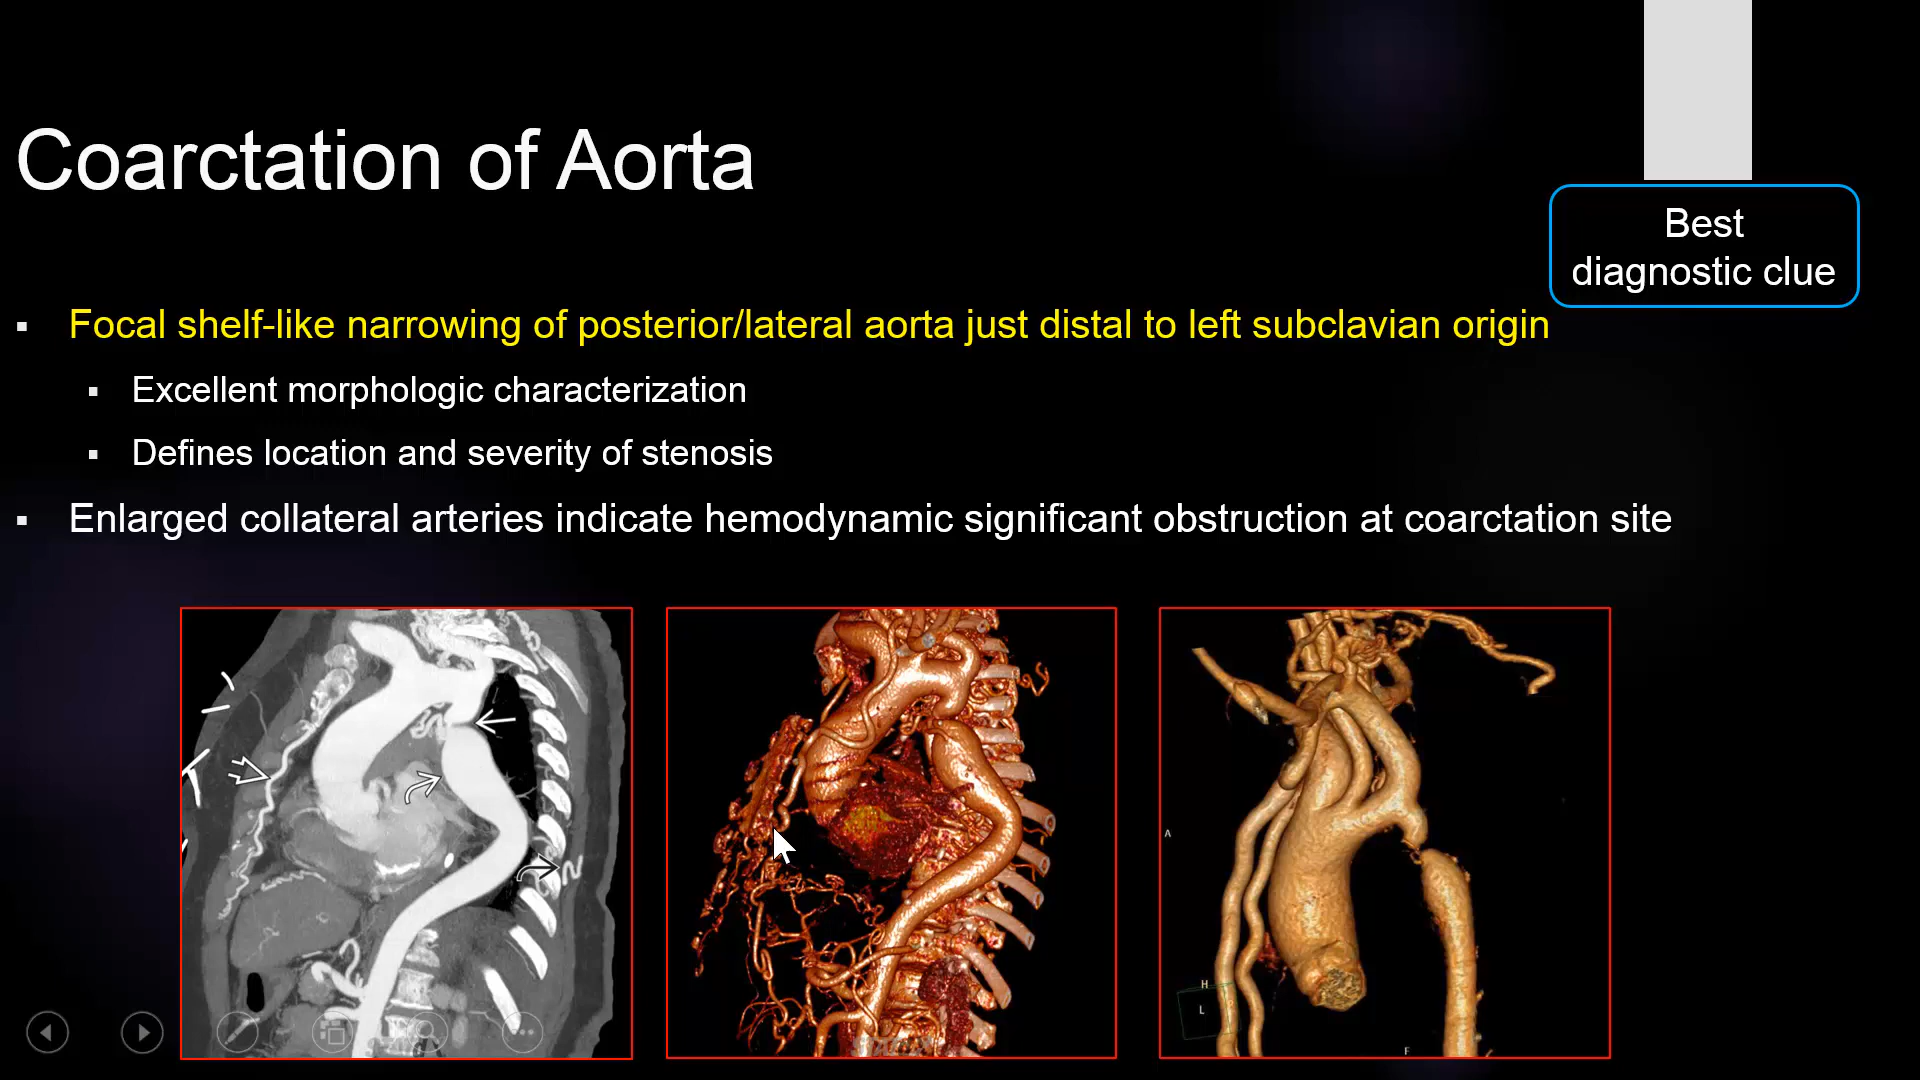 Coarctation of Aorta
Best
diagnostic clue
Focal shelf-like narrowing of posterior/lateral aorta just distal to left subclavian origin
Excellent morphologic characterization
Defines location and severity of stenosis
Enlarged collateral arteries indicate hemodynamic significant obstruction at coarctation site
A
H
L
F